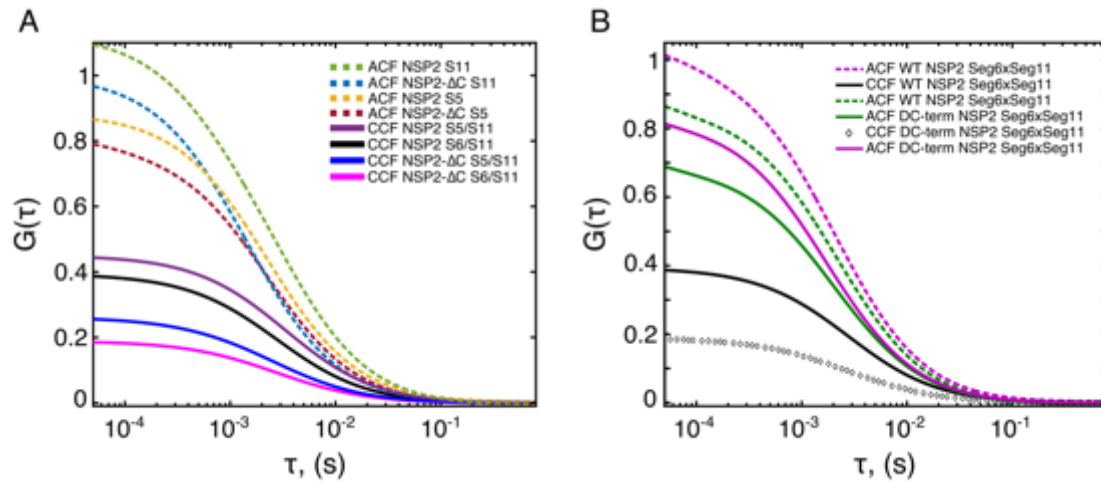 A
B
ACF NSP2 S11
ACF NSP2-ΔC S11
ACF NSP2 S5
ACF NSP2-ΔC S5
CCF NSP2 S5/S11
CCF NSP2 S6/S11
CCF NSP2-ΔC S5/S11
CCF NSP2-ΔC S6/S11
G(τ)
1
0.8
0.6
0.4
0.2
0
10⁻⁴
10⁻³
10⁻²
10⁻¹
τ, (s)
ACF WT NSP2 Seg6xSeg11
CCF WT NSP2 Seg6xSeg11
ACF WT NSP2 Seg6xSeg11
ACF DC-term NSP2 Seg6xSeg11
CCF DC-term NSP2 Seg6xSeg11
ACF DC-term NSP2 Seg6xSeg11
G(τ)
1
0.8
0.6
0.4
0.2
0
10⁻⁴
10⁻³
10⁻²
10⁻¹
τ, (s)